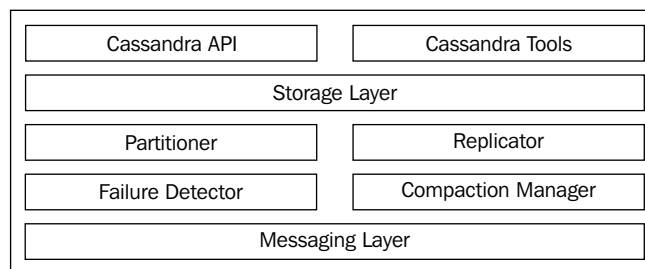 Cassandra API
Cassandra Tools
Storage Layer
Partitioner
Replicator
Failure Detector
Compaction Manager
Messaging Layer